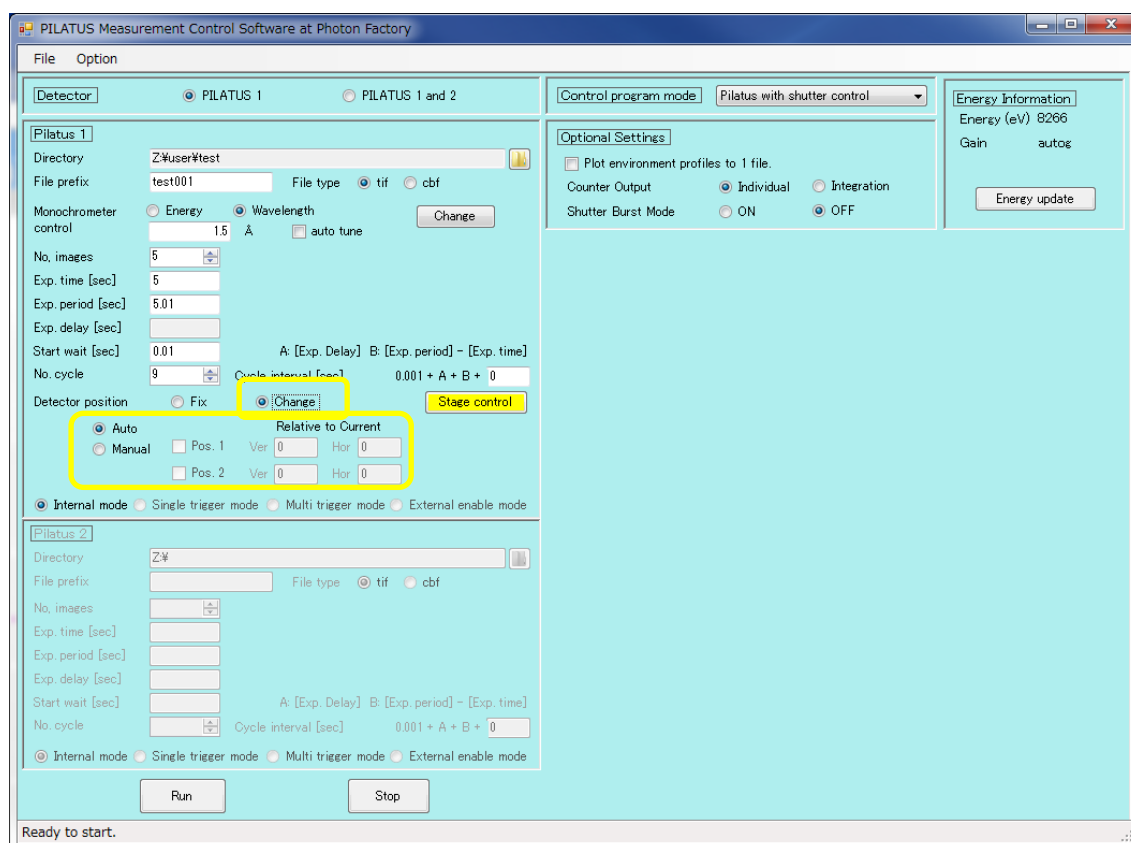 PILATUS Measurement Control Software at Photon Factory
File Option
Detector PILATUS 1 PILATUS 1 and 2
Control program mode Pilatus with shutter control
Energy Information
Energy (eV) 8266
Gain autog
Energy update
Optional Settings
Plot environment profiles to 1 file.
Counter Output Individual Integration
Shutter Burst Mode ON OFF
Pilatus 1
Directory Z:¥user¥test
File prefix test001 File type tif cbf
Monochrometer control Energy Wavelength Change
1.5 Å auto tune
No, images 5
Exp. time [sec] 5
Exp. period [sec] 5.01
Exp. delay [sec]
Start wait [sec] 0.01 A: [Exp. Delay] B: [Exp. period] - [Exp. time]
No. cycle 9 Cycle interval [sec] 0.001 + A + B + 0
Detector position Fix Change Stage control
Auto Relative to Current
Manual Pos. 1 Ver 0 Hor 0
Pos. 2 Ver 0 Hor 0
Internal mode Single trigger mode Multi trigger mode External enable mode
Pilatus 2
Directory Z:¥
File prefix File type tif cbf
No, images
Exp. time [sec]
Exp. period [sec]
Exp. delay [sec]
Start wait [sec] A: [Exp. Delay] B: [Exp. period] - [Exp. time]
No. cycle Cycle interval [sec] 0.001 + A + B + 0
Internal mode Single trigger mode Multi trigger mode External enable mode
Run Stop
Ready to start.